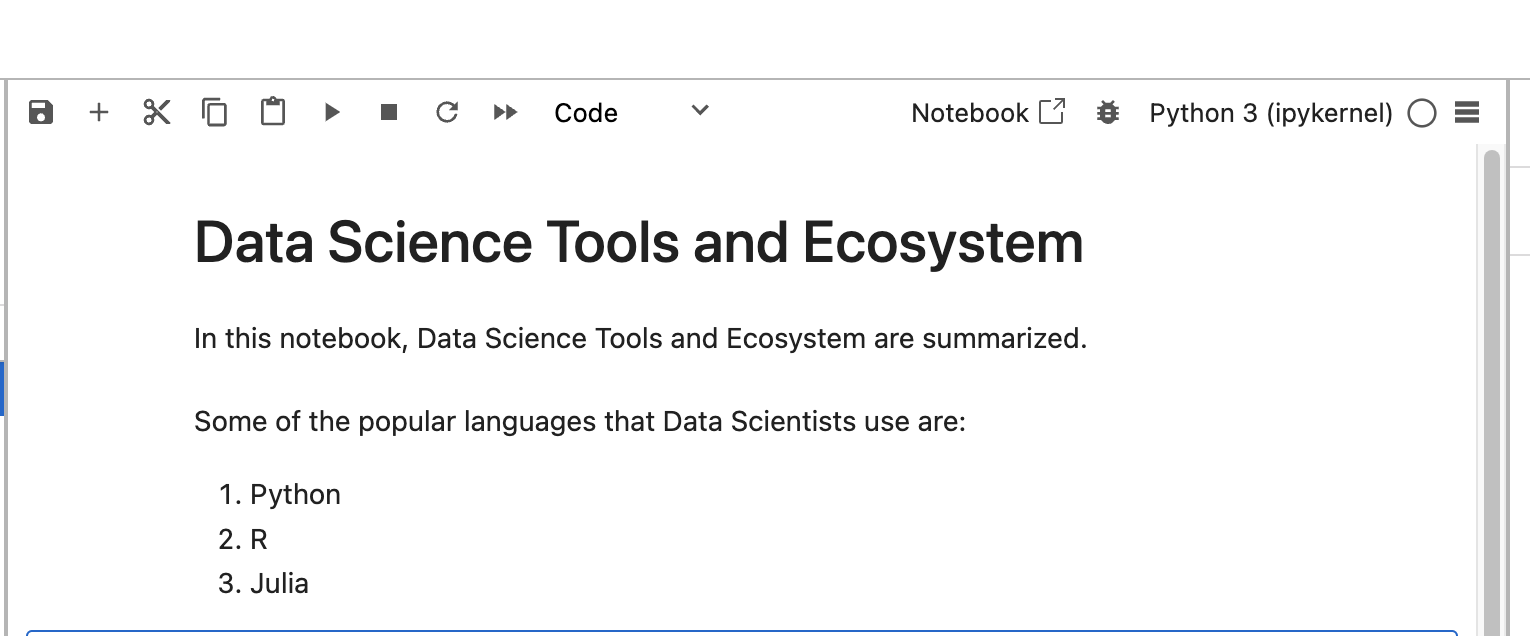 Code
Notebook
Python 3 (ipykernel)
Data Science Tools and Ecosystem
In this notebook, Data Science Tools and Ecosystem are summarized.
Some of the popular languages that Data Scientists use are:
1. Python
2. R
3. Julia